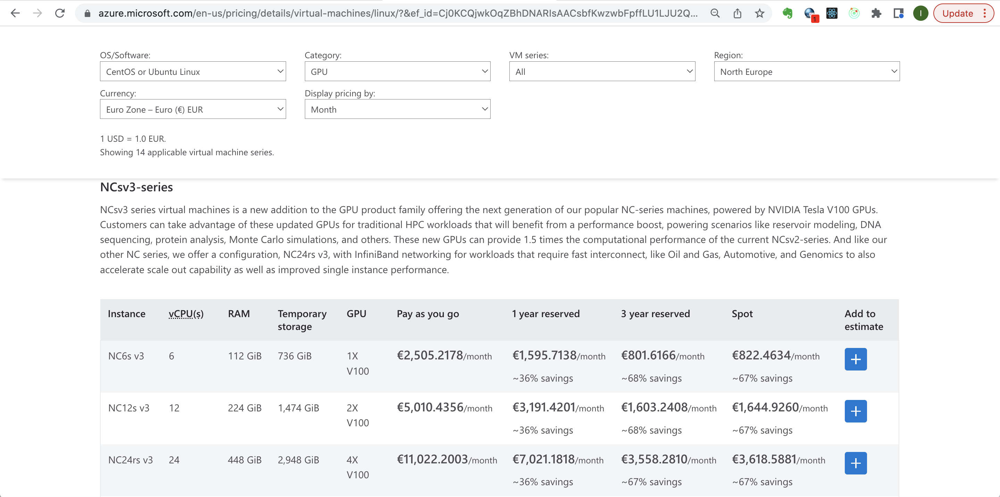 azure.microsoft.com/en-us/pricing/details/virtual-machines/linux/?&ef_id=Cj0KCQjwkOqZBhDNARIsAACsbfKwzwbFpffLU1LJU2Q...
1
I
Update
OS/Software:
CentOS or Ubuntu Linux
Category:
GPU
VM series:
All
Region:
North Europe
Currency:
Euro Zone – Euro (€) EUR
Display pricing by:
Month
1 USD = 1.0 EUR.
Showing 14 applicable virtual machine series.
NCsv3-series
NCsv3 series virtual machines is a new addition to the GPU product family offering the next generation of our popular NC-series machines, powered by NVIDIA Tesla V100 GPUs.
Customers can take advantage of these updated GPUs for traditional HPC workloads that will benefit from a performance boost, powering scenarios like reservoir modeling, DNA
sequencing, protein analysis, Monte Carlo simulations, and others. These new GPUs can provide 1.5 times the computational performance of the current NCsv2-series. And like our
other NC series, we offer a configuration, NC24rs v3, with InfiniBand networking for workloads that require fast interconnect, like Oil and Gas, Automotive, and Genomics to also
accelerate scale out capability as well as improved single instance performance.
Instance vCPU(s) RAM Temporary storage GPU Pay as you go 1 year reserved 3 year reserved Spot Add to estimate
NC6s v3 6 112 GiB 736 GiB 1X V100 €2,505.2178/month €1,595.7138/month €801.6166/month €822.4634/month
~36% savings ~68% savings ~67% savings
NC12s v3 12 224 GiB 1,474 GiB 2X V100 €5,010.4356/month €3,191.4201/month €1,603.2408/month €1,644.9260/month
~36% savings ~68% savings ~67% savings
NC24rs v3 24 448 GiB 2,948 GiB 4X V100 €11,022.2003/month €7,021.1818/month €3,558.2810/month €3,618.5881/month
~36% savings ~67% savings ~67% savings